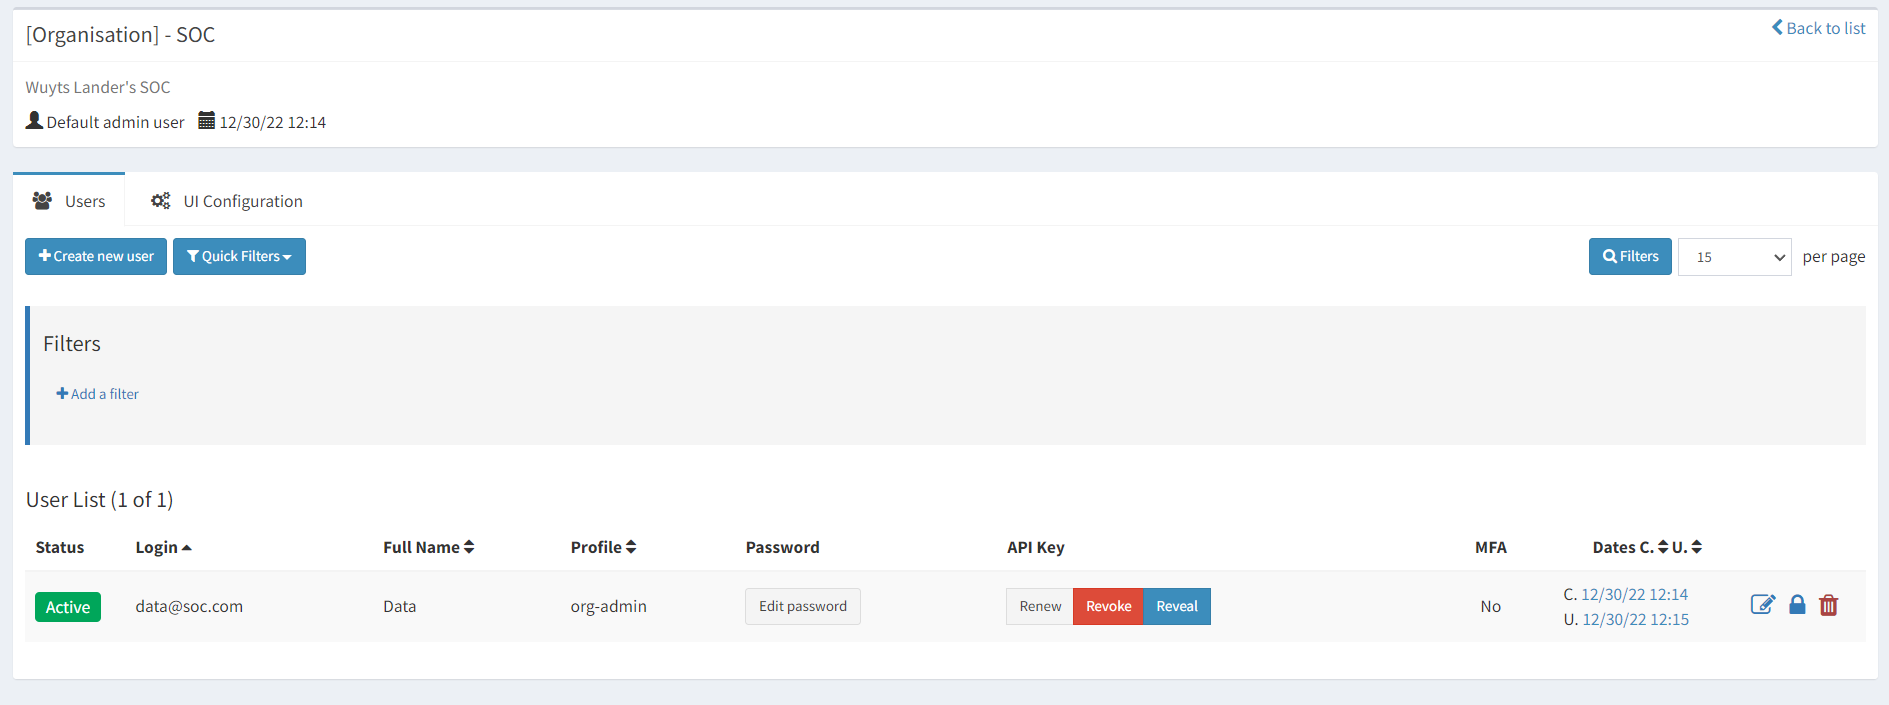 [Organisation] - SOC
Back to list
Wuyts Lander's SOC
Default admin user 12/30/22 12:14
Users UI Configuration
Create new user Quick Filters Filters 15 per page
Filters
Add a filter
User List (1 of 1)
Status Login Full Name Profile Password API Key MFA Dates C. U.
Active data@soc.com Data org-admin Edit password Renew Revoke Reveal No C. 12/30/22 12:14
U. 12/30/22 12:15